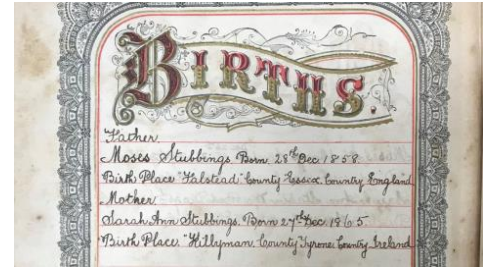 BIRTHS.
Father
Moses Stubbings Born 28th Dec 1858
Birth Place "Halstead" County Essex Country England
Mother
Sarah Ann Stubbings. Born 27th Dec 1865.
Birth Place. "Killyman, County Tyrone Country Ireland